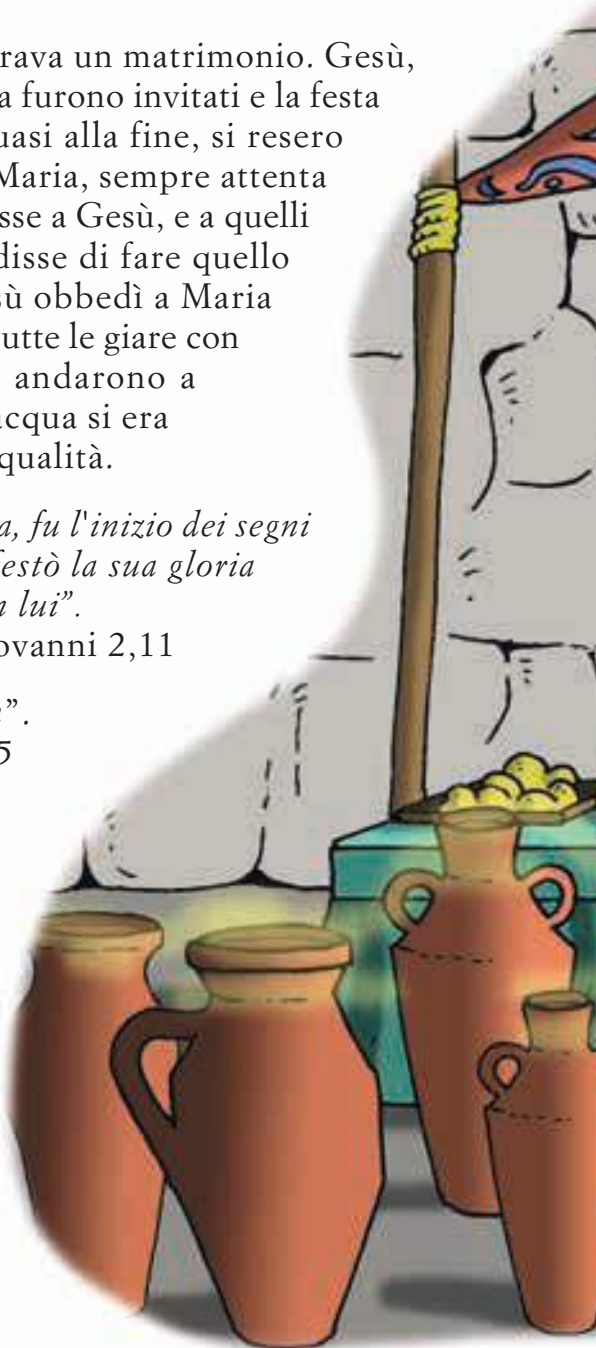 rava un matrimonio. Gesù,
a furono invitati e la festa
uasi alla fine, si resero
Maria, sempre attenta
sse a Gesù, e a quelli
disse di fare quello
sù obbedì a Maria
utte le giare con
andarono a
acqua si era
qualità.
a, fu l'inizio dei segni
festò la sua gloria
n lui”.
ovanni 2,11
”.
5